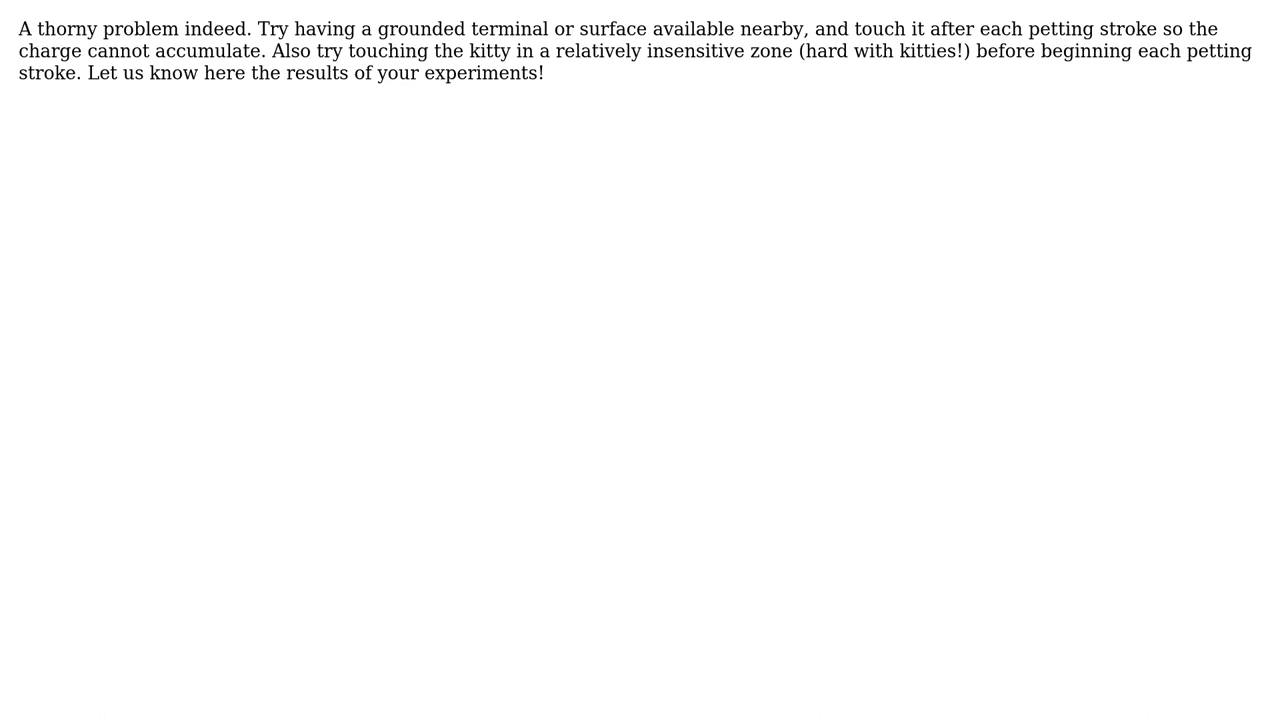 A thorny problem indeed. Try having a grounded terminal or surface available nearby, and touch it after each petting stroke so the
charge cannot accumulate. Also try touching the kitty in a relatively insensitive zone (hard with kitties!) before beginning each petting
stroke. Let us know here the results of your experiments!